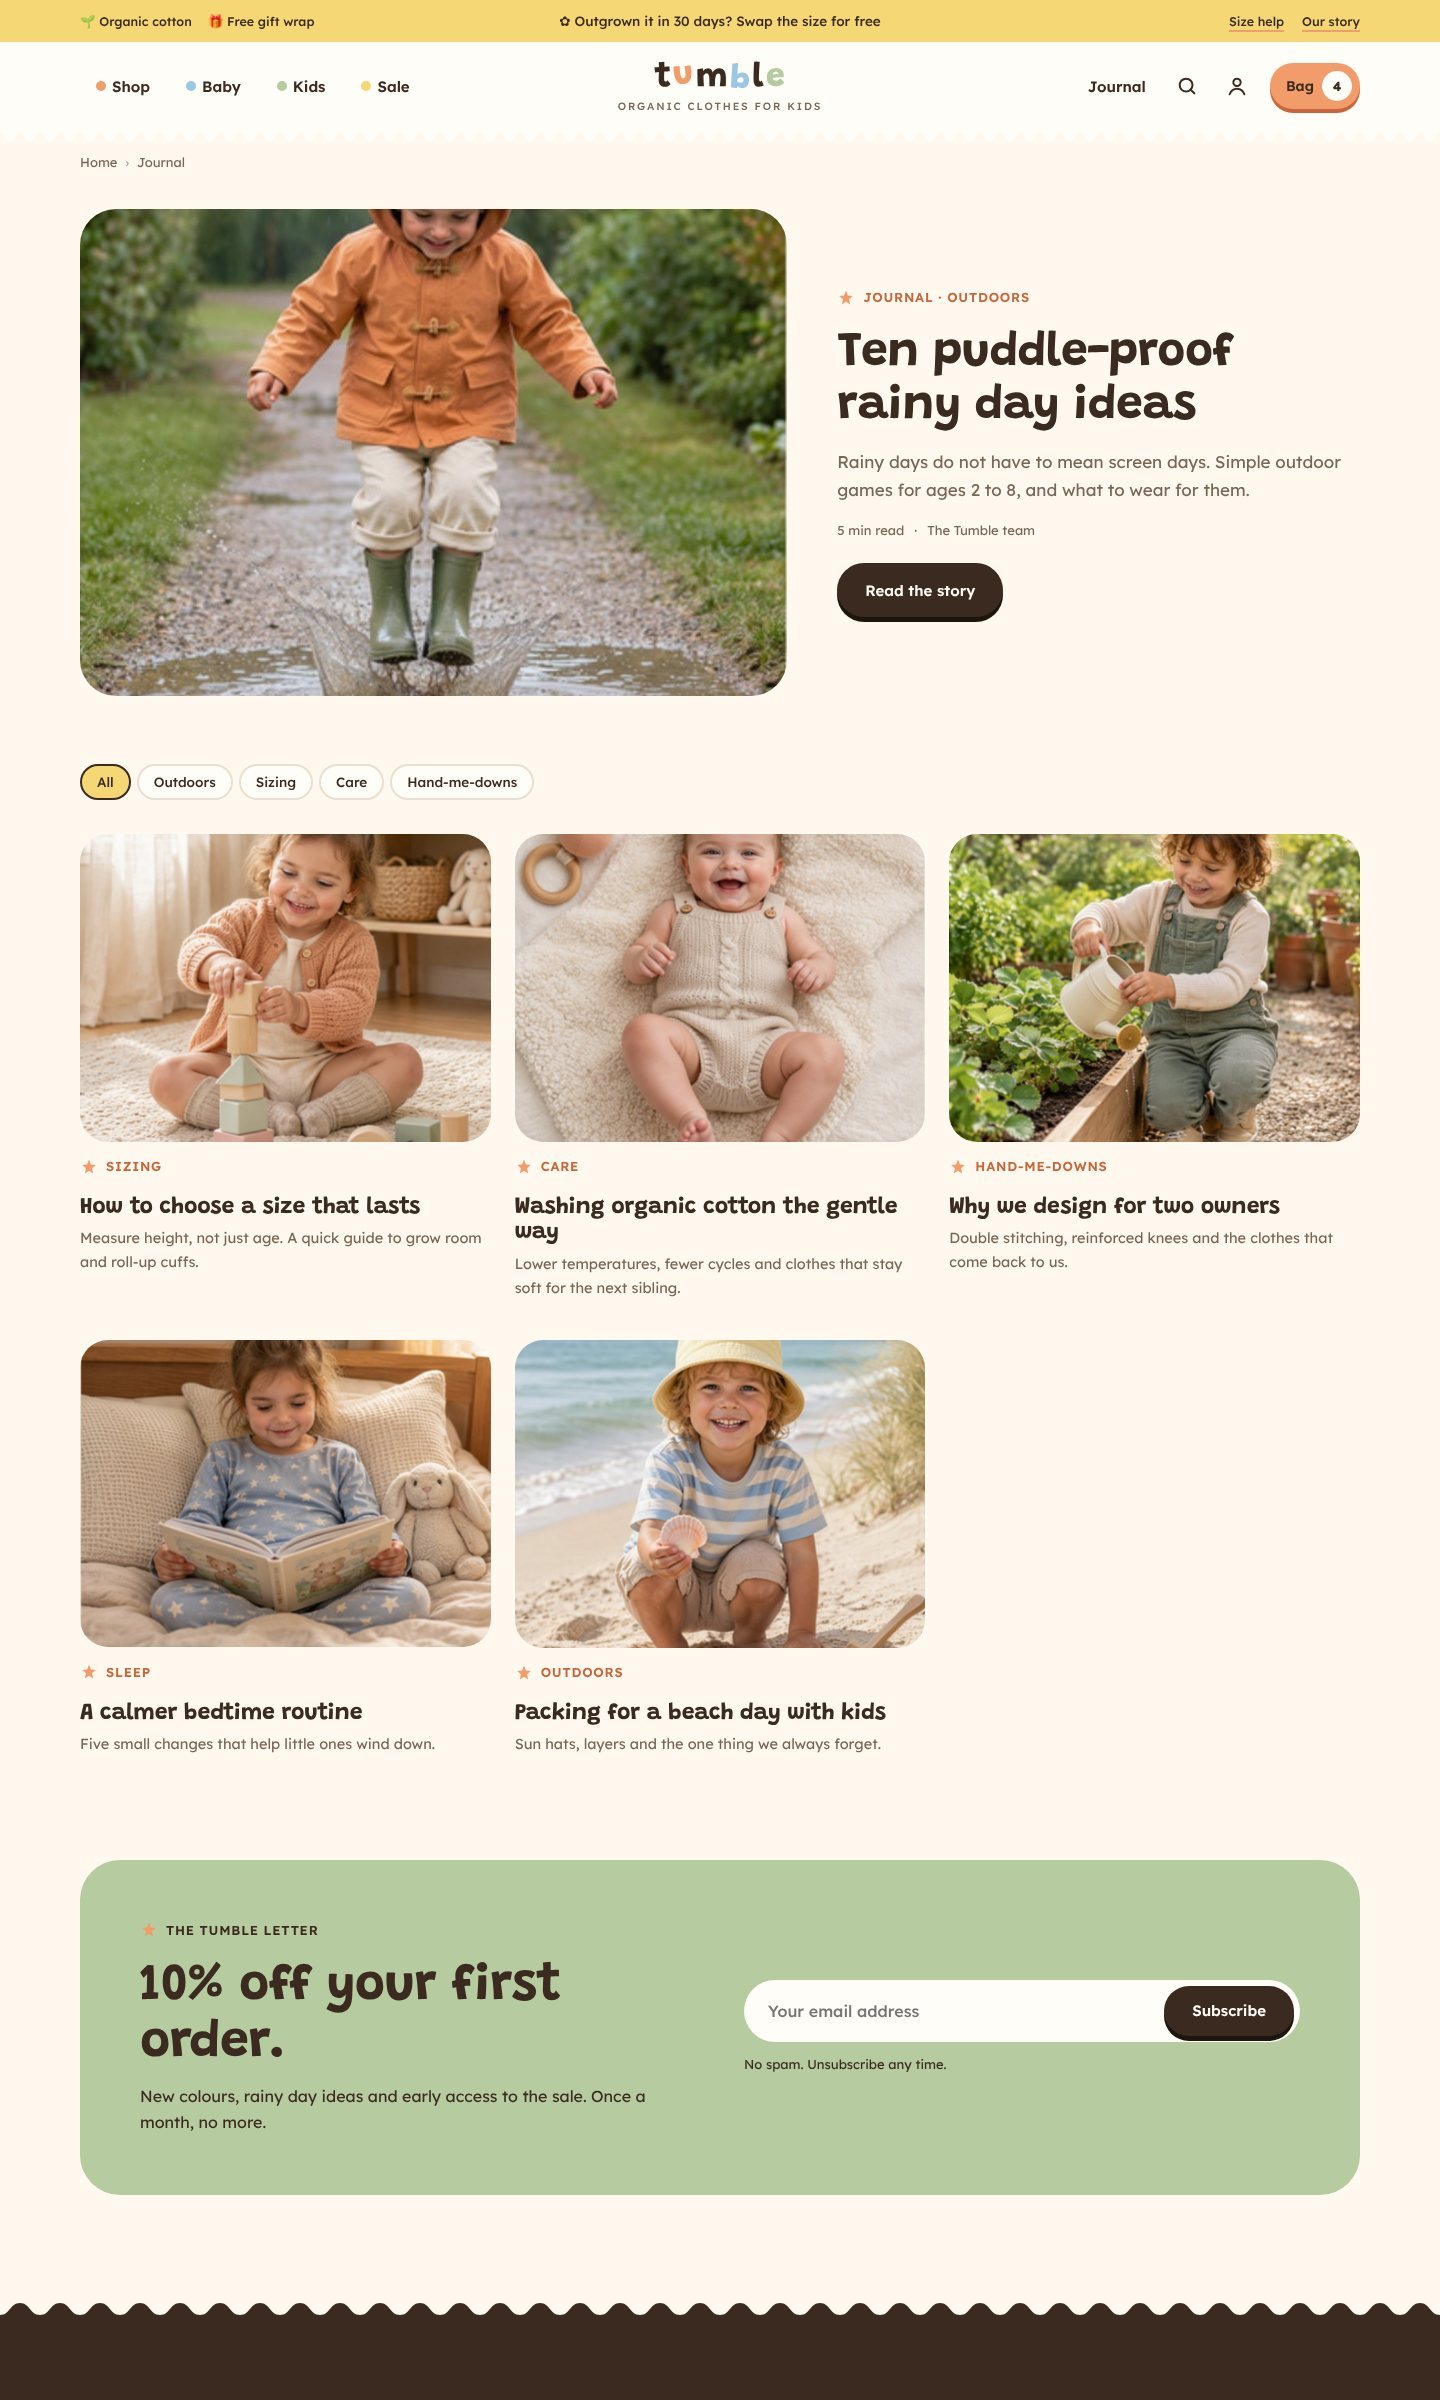 🌱 Organic cotton 🎁 Free gift wrap
✿ Outgrown it in 30 days? Swap the size for free
Size help Our story
Shop Baby Kids Sale
tumble
ORGANIC CLOTHES FOR KIDS
Journal
Bag 4
Home › Journal
JOURNAL · OUTDOORS
Ten puddle-proof
rainy day ideas
Rainy days do not have to mean screen days. Simple outdoor
games for ages 2 to 8, and what to wear for them.
5 min read · The Tumble team
Read the story
All Outdoors Sizing Care Hand-me-downs
SIZING
How to choose a size that lasts
Measure height, not just age. A quick guide to grow room
and roll-up cuffs.
CARE
Washing organic cotton the gentle
way
Lower temperatures, fewer cycles and clothes that stay
soft for the next sibling.
HAND-ME-DOWNS
Why we design for two owners
Double stitching, reinforced knees and the clothes that
come back to us.
SLEEP
A calmer bedtime routine
Five small changes that help little ones wind down.
OUTDOORS
Packing for a beach day with kids
Sun hats, layers and the one thing we always forget.
THE TUMBLE LETTER
10% off your first
order.
New colours, rainy day ideas and early access to the sale. Once a
month, no more.
Your email address
Subscribe
No spam. Unsubscribe any time.